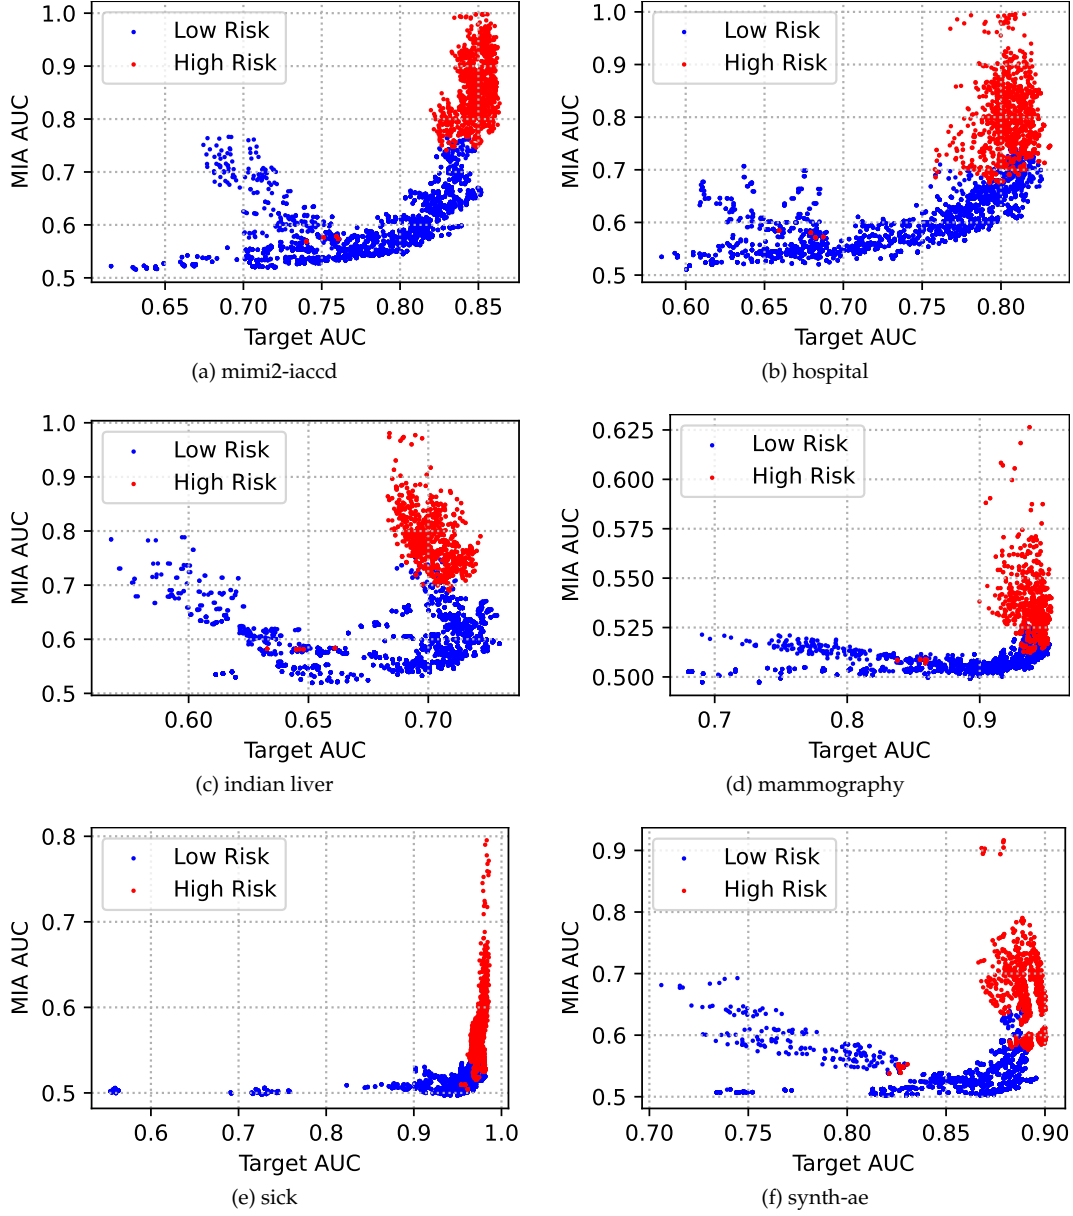 1.0
0.9
0.8
0.7
0.6
0.5
MIA AUC
Low Risk
High Risk
0.65 0.70 0.75 0.80 0.85
Target AUC
(a) mimi2-iaccd
1.0
0.9
0.8
0.7
0.6
0.5
MIA AUC
Low Risk
High Risk
0.60 0.65 0.70 0.75 0.80
Target AUC
(b) hospital
1.0
0.9
0.8
0.7
0.6
0.5
MIA AUC
Low Risk
High Risk
0.60 0.65 0.70
Target AUC
(c) indian liver
0.625
0.600
0.575
0.550
0.525
0.500
MIA AUC
Low Risk
High Risk
0.7 0.8 0.9
Target AUC
(d) mammography
0.8
0.7
0.6
0.5
MIA AUC
Low Risk
High Risk
0.6 0.7 0.8 0.9 1.0
Target AUC
(e) sick
0.9
0.8
0.7
0.6
0.5
MIA AUC
Low Risk
High Risk
0.70 0.75 0.80 0.85 0.90
Target AUC
(f) synth-ae